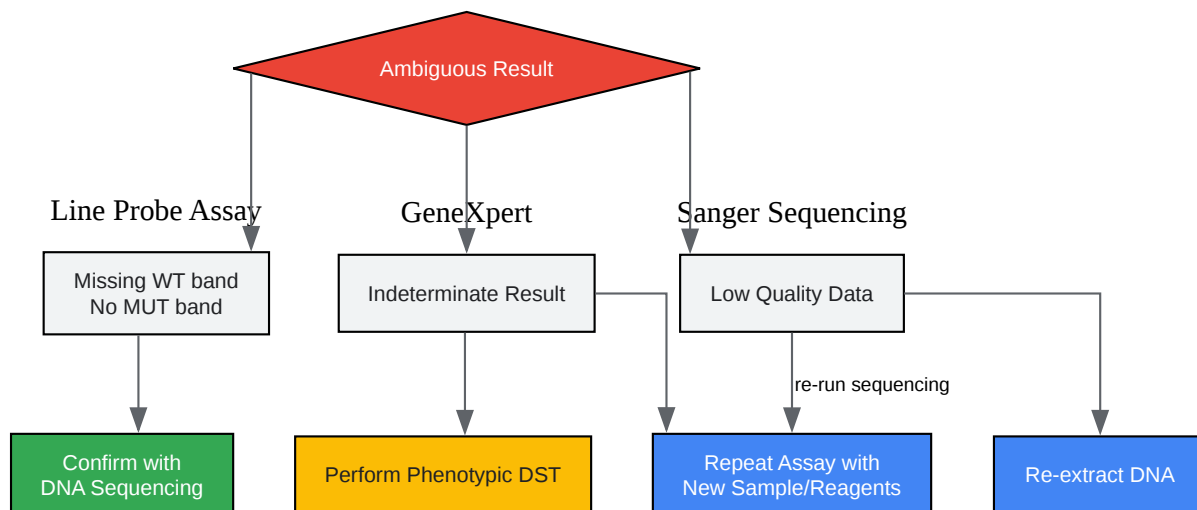 Ambiguous Result
Line Probe Assay
GeneXpert
Sanger Sequencing
Missing WT band
No MUT band
Indeterminate Result
Low Quality Data
re-run sequencing
Confirm with
DNA Sequencing
Perform Phenotypic DST
Repeat Assay with
New Sample/Reagents
Re-extract DNA